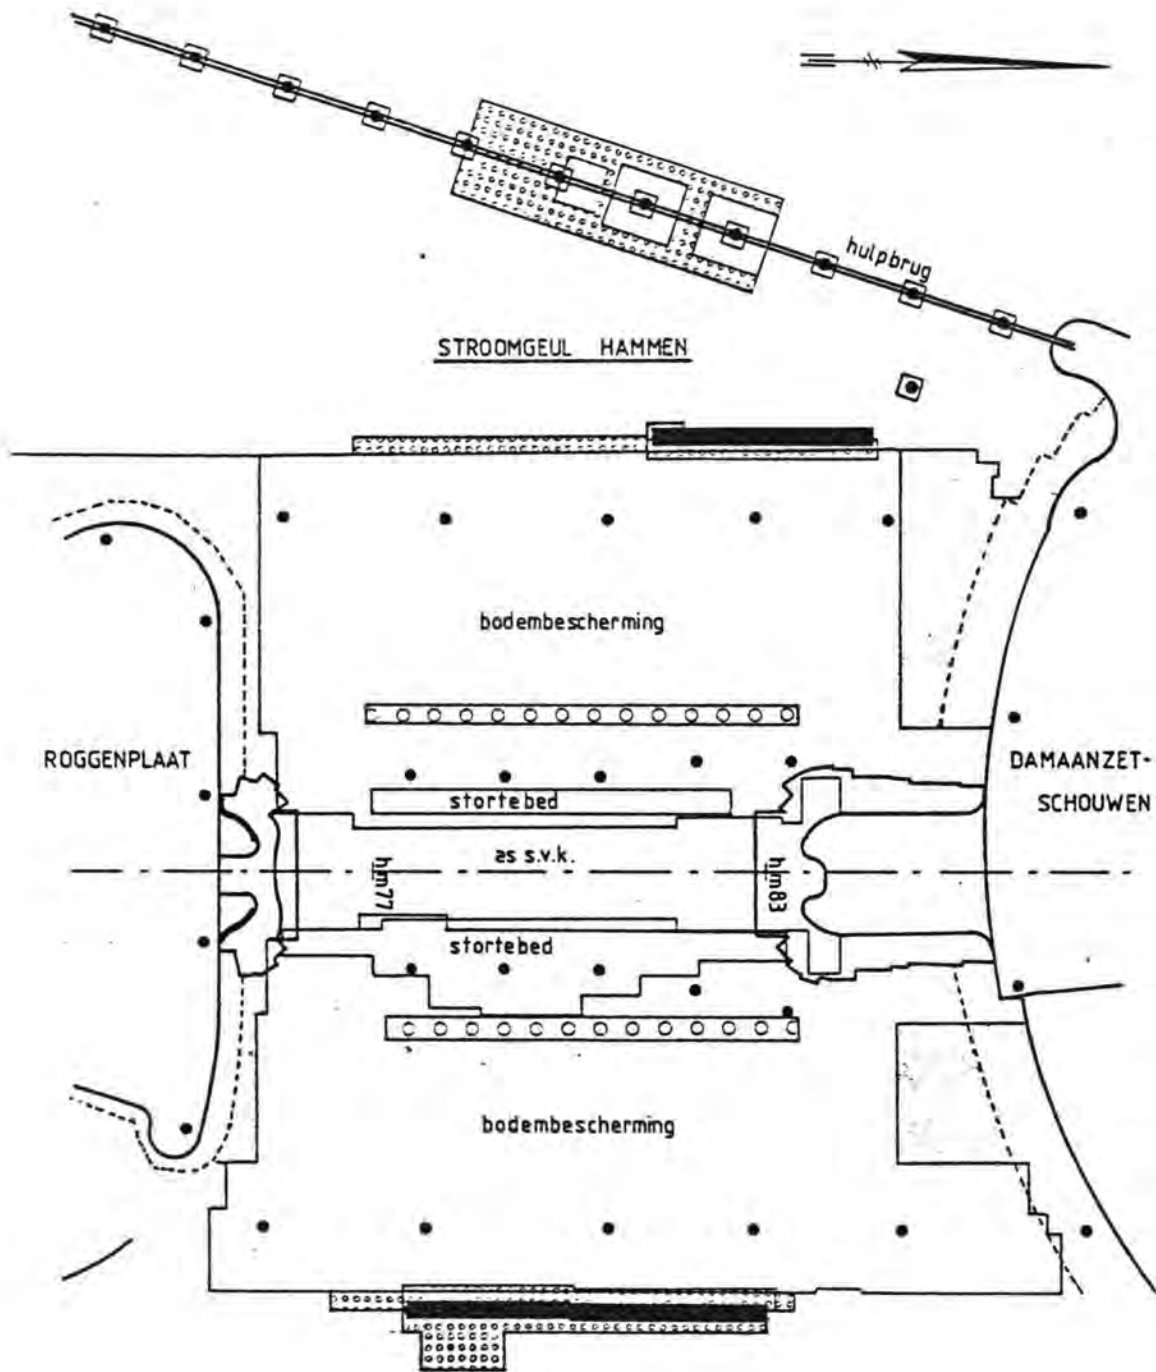 hulpbrug
STROOMGEUL HAMMEN
bodembescherming
ROGGENPLAAT
DAMAANZET-
SCHOUWEN
stortebed
as s.v.k.
hm77
hm83
stortebed
bodembescherming